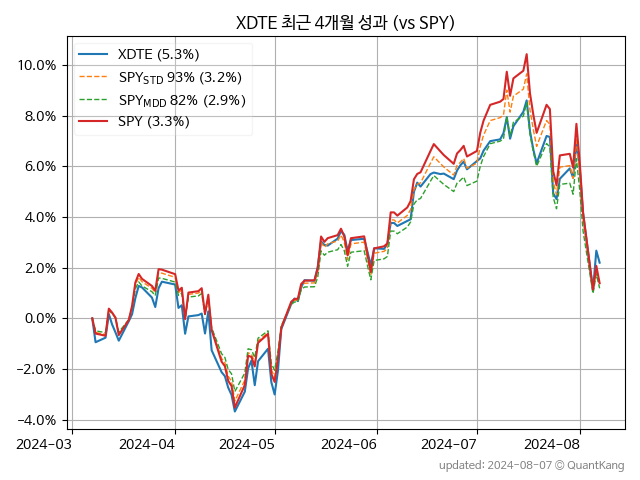 XDTE 최근 4개월 성과 (vs SPY)
XDTE (5.3%)
SPY_STD 93% (3.2%)
SPY_MDD 82% (2.9%)
SPY (3.3%)
10.0%
8.0%
6.0%
4.0%
2.0%
0.0%
−2.0%
−4.0%
2024-03 2024-04 2024-05 2024-06 2024-07 2024-08
updated: 2024-08-07 © QuantKang